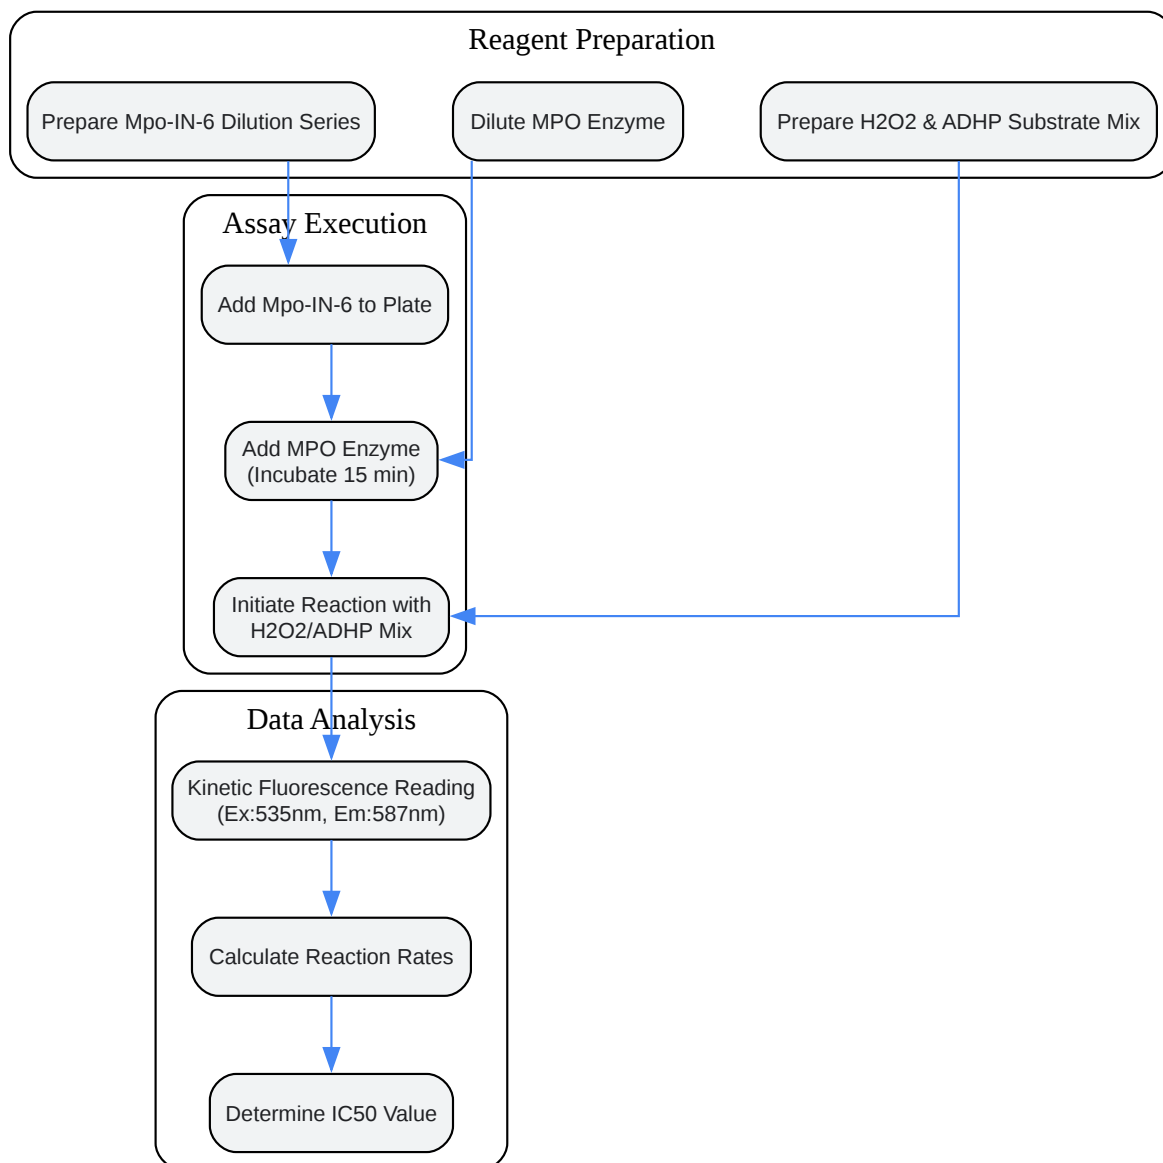 Reagent Preparation
Prepare Mpo-IN-6 Dilution Series
Dilute MPO Enzyme
Prepare H2O2 & ADHP Substrate Mix
Assay Execution
Add Mpo-IN-6 to Plate
Add MPO Enzyme
(Incubate 15 min)
Initiate Reaction with
H2O2/ADHP Mix
Data Analysis
Kinetic Fluorescence Reading
(Ex:535nm, Em:587nm)
Calculate Reaction Rates
Determine IC50 Value